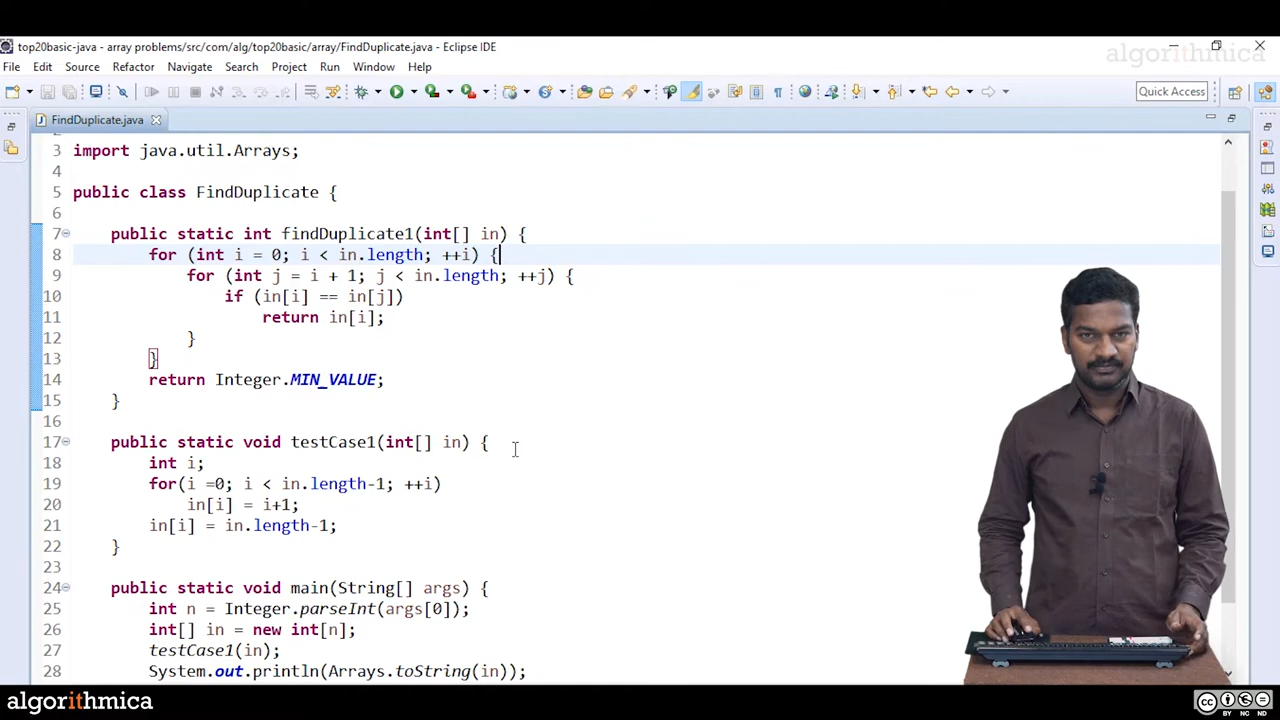 top20basic-java - array problems/src/com/alg/top20basic/array/FindDuplicate.java - Eclipse IDE
algorithmica
File Edit Source Refactor Navigate Search Project Run Window Help
Quick Access
FindDuplicate.java
3 import java.util.Arrays;
4
5 public class FindDuplicate {
6
7 public static int findDuplicate1(int[] in) {
8 for (int i = 0; i < in.length; ++i) {
9 for (int j = i + 1; j < in.length; ++j) {
10 if (in[i] == in[j])
11 return in[i];
12 }
13 }
14 return Integer.MIN_VALUE;
15 }
16
17 public static void testCase1(int[] in) {
18 int i;
19 for(i =0; i < in.length-1; ++i)
20 in[i] = i+1;
21 in[i] = in.length-1;
22 }
23
24 public static void main(String[] args) {
25 int n = Integer.parseInt(args[0]);
26 int[] in = new int[n];
27 testCase1(in);
28 System.out.println(Arrays.toString(in));
algorithmica
cc
BY NC ND